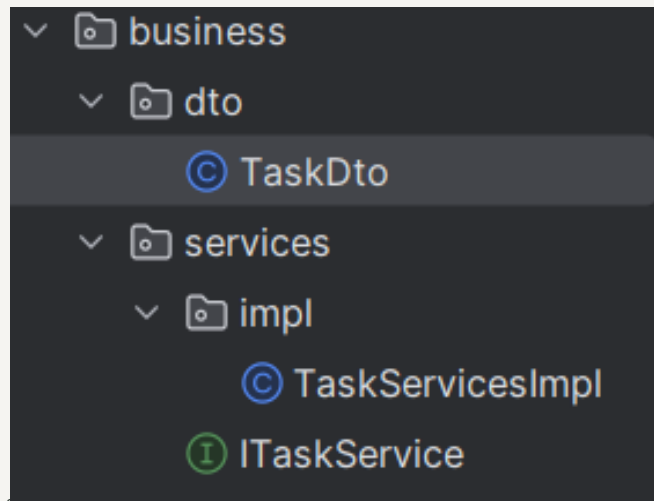 business
dto
C TaskDto
services
impl
C TaskServicesImpl
I ITaskService